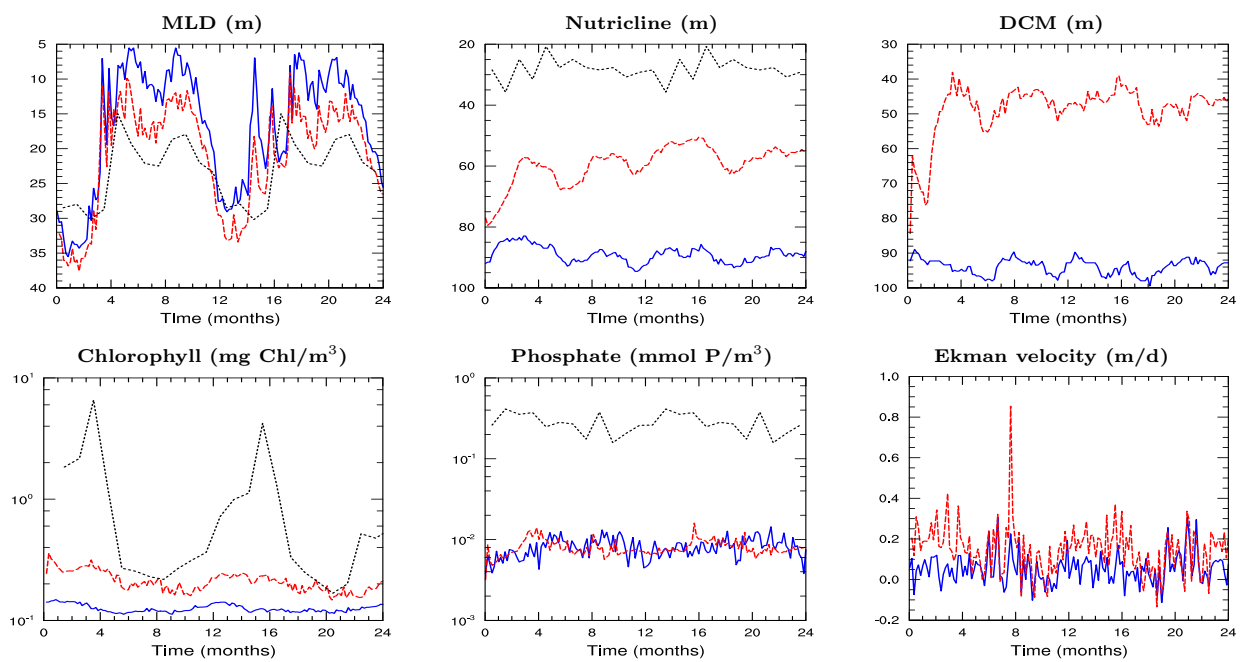 MLD (m)
5
10
15
20
25
30
35
40
0 4 8 12 16 20 24
TIme (months)
Nutricline (m)
20
40
60
80
100
0 4 8 12 16 20 24
TIme (months)
DCM (m)
30
40
50
60
70
80
90
100
0 4 8 12 16 20 24
TIme (months)
Chlorophyll (mg Chl/m³)
10¹
10⁰
10⁻¹
0 4 8 12 16 20 24
Time (months)
Phosphate (mmol P/m³)
10⁰
10⁻¹
10⁻²
10⁻³
0 4 8 12 16 20 24
Time (months)
Ekman velocity (m/d)
1.0
0.8
0.6
0.4
0.2
0.0
-0.2
0 4 8 12 16 20 24
Time (months)